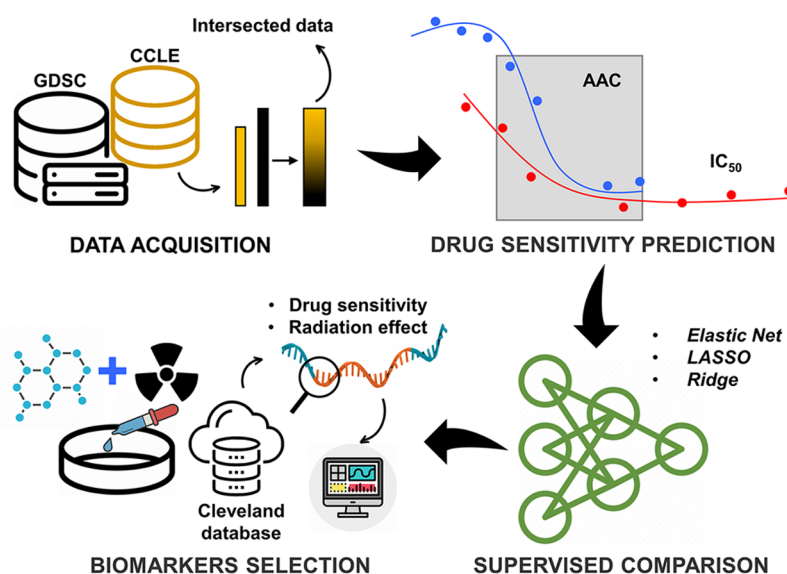 Intersected data
CCLE
GDSC
DATA ACQUISITION
AAC
IC₅₀
DRUG SENSITIVITY PREDICTION
• Elastic Net
• LASSO
• Ridge
SUPERVISED COMPARISON
• Drug sensitivity
• Radiation effect
Cleveland
database
BIOMARKERS SELECTION